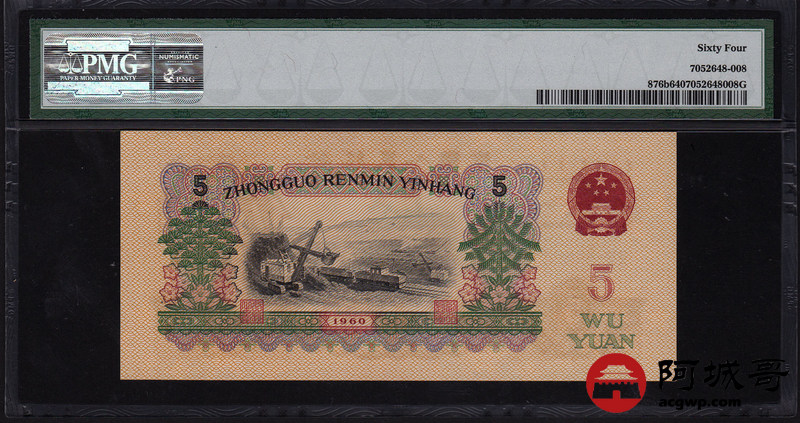 PMG
PAPER MONEY GUARANTY
NUMISMATIC
PNG
Sixty Four
7052648-008
876b6407052648008G
5
ZHONGGUO RENMIN YINHANG
5
5
WU
YUAN
1960
阿城哥
acgwp.com